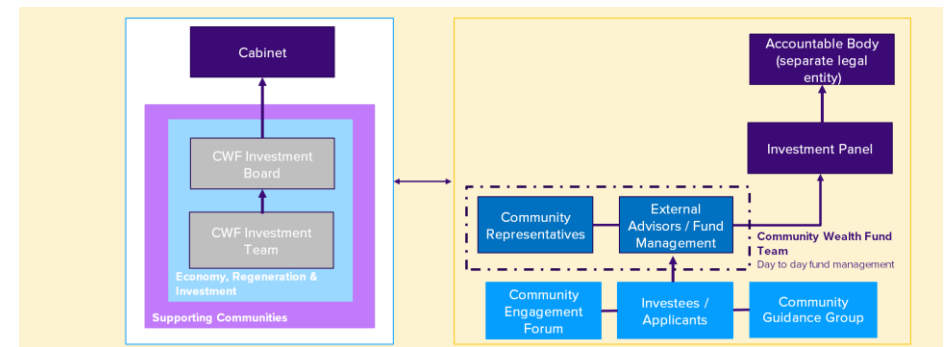 Cabinet
CWF Investment
Board
CWF Investment
Team
Economy, Regeneration &
Investment
Supporting Communities
Accountable Body
(separate legal
entity)
Investment Panel
Community
Representatives
External
Advisors / Fund
Management
Community Wealth Fund
Team
Day to day fund management
Community
Engagement
Forum
Investees /
Applicants
Community
Guidance Group